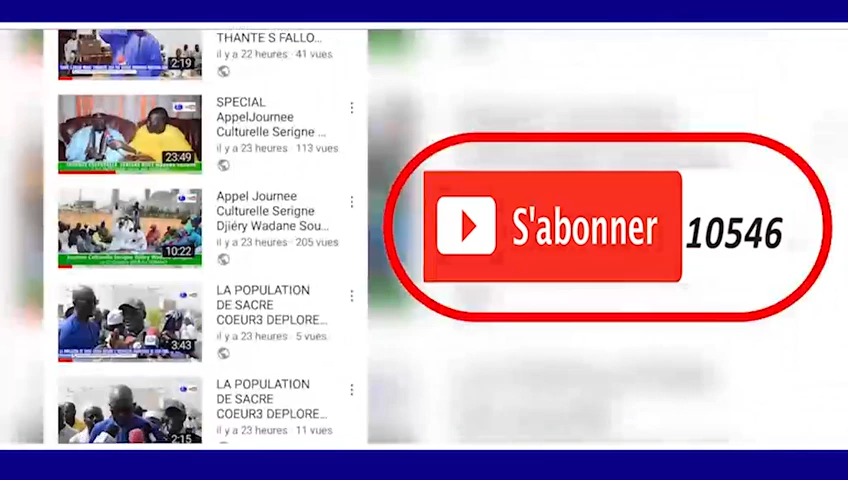 THANTE S FALLO...
il y a 22 heures · 41 vues
2:19
SPECIAL
AppelJournee
Culturelle Serigne ...
il y a 23 heures · 113 vues
23:49
Appel Journee
Culturelle Serigne
Djiéry Wadane Sou...
il y a 23 heures · 205 vues
10:22
LA POPULATION
DE SACRE
COEUR3 DEPLORE...
il y a 23 heures · 5 vues
3:43
LA POPULATION
DE SACRE
COEUR3 DEPLORE...
il y a 23 heures · 11 vues
2:15
S'abonner
10546